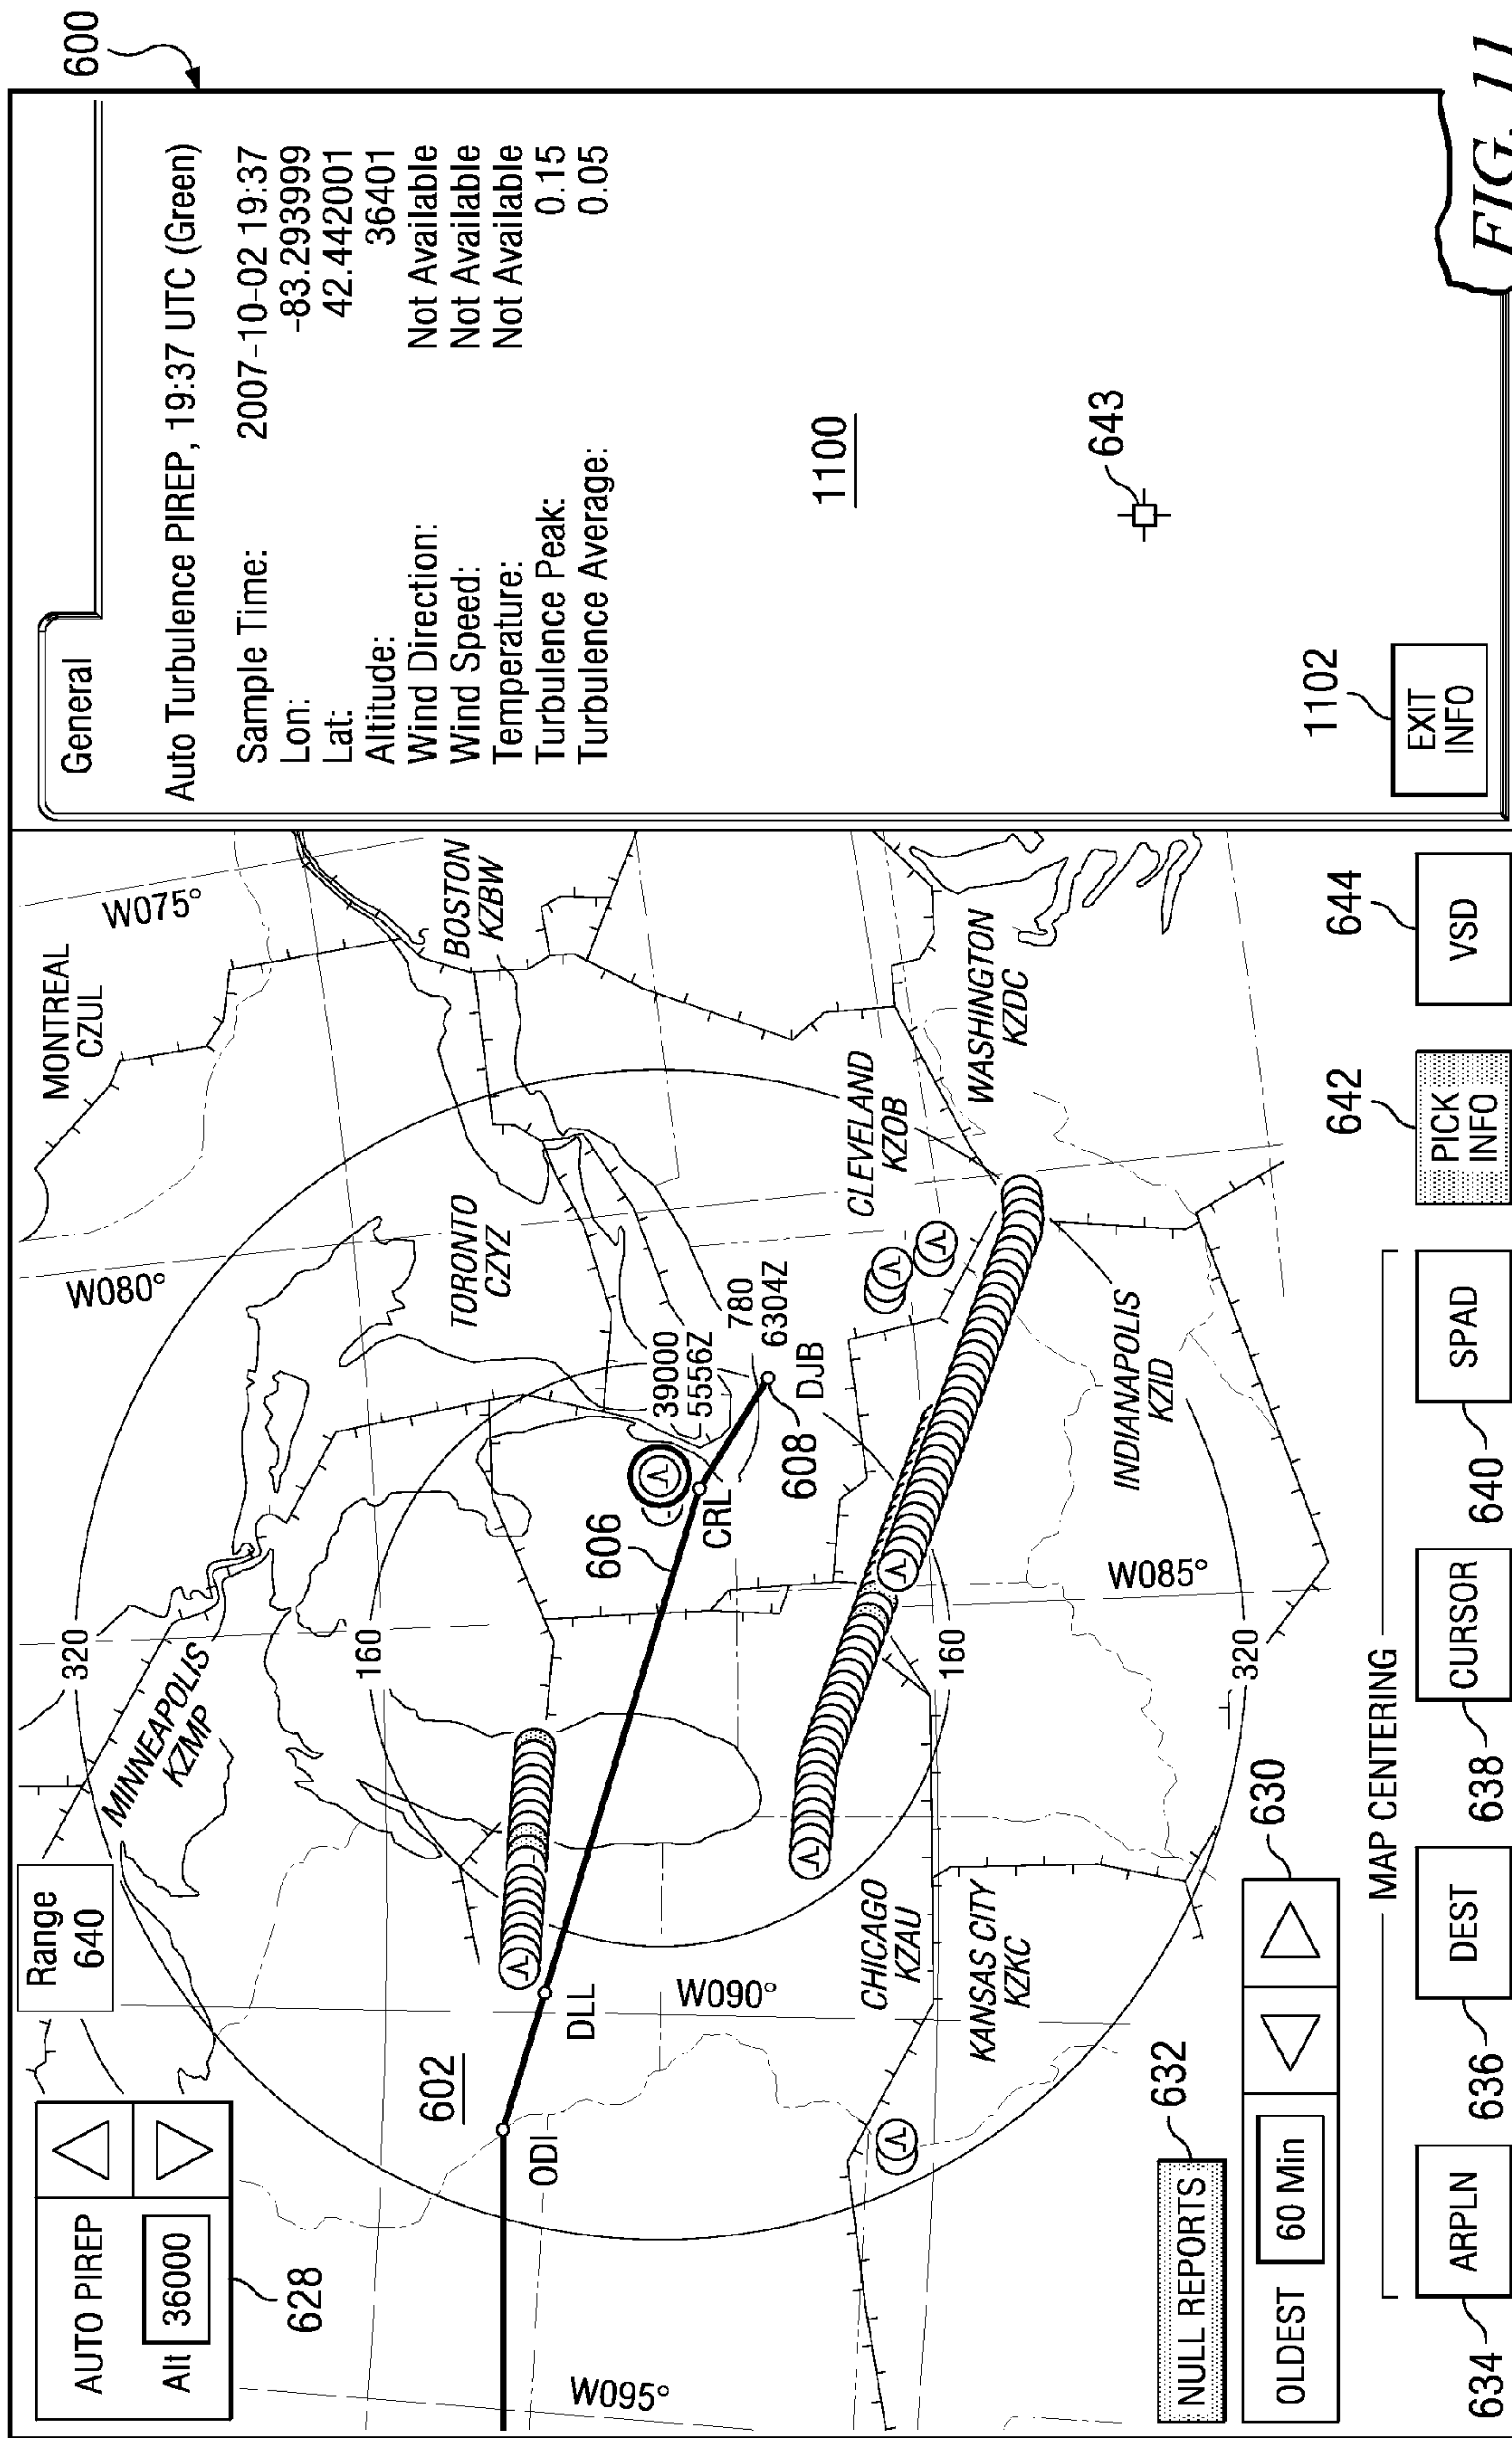 600
AUTO PIREP
Alt 36000
628
Range
640
MINNEAPOLIS
KZMP
320
160
W080°
MONTREAL
CZUL
W075°
TORONTO
CZYZ
BOSTON
KZBW
602
ODI
DLL
606
CRL
39000
5556Z
780
6304Z
DJB
608
CLEVELAND
KZOB
WASHINGTON
KZDC
W095°
W090°
CHICAGO
KZAU
KANSAS CITY
KZKC
160
W085°
INDIANAPOLIS
KZID
320
NULL REPORTS
632
OLDEST 60 Min
630
MAP CENTERING
ARPLN
634
DEST
636
CURSOR
638
SPAD
640
PICK
INFO
642
VSD
644
General
Auto Turbulence PIREP, 19:37 UTC (Green)
Sample Time: 2007-10-02 19:37
Lon: -83.293999
Lat: 42.442001
Altitude: 36401
Wind Direction: Not Available
Wind Speed: Not Available
Temperature: Not Available
Turbulence Peak: 0.15
Turbulence Average: 0.05
1100
643
1102
EXIT
INFO
FIG. 11